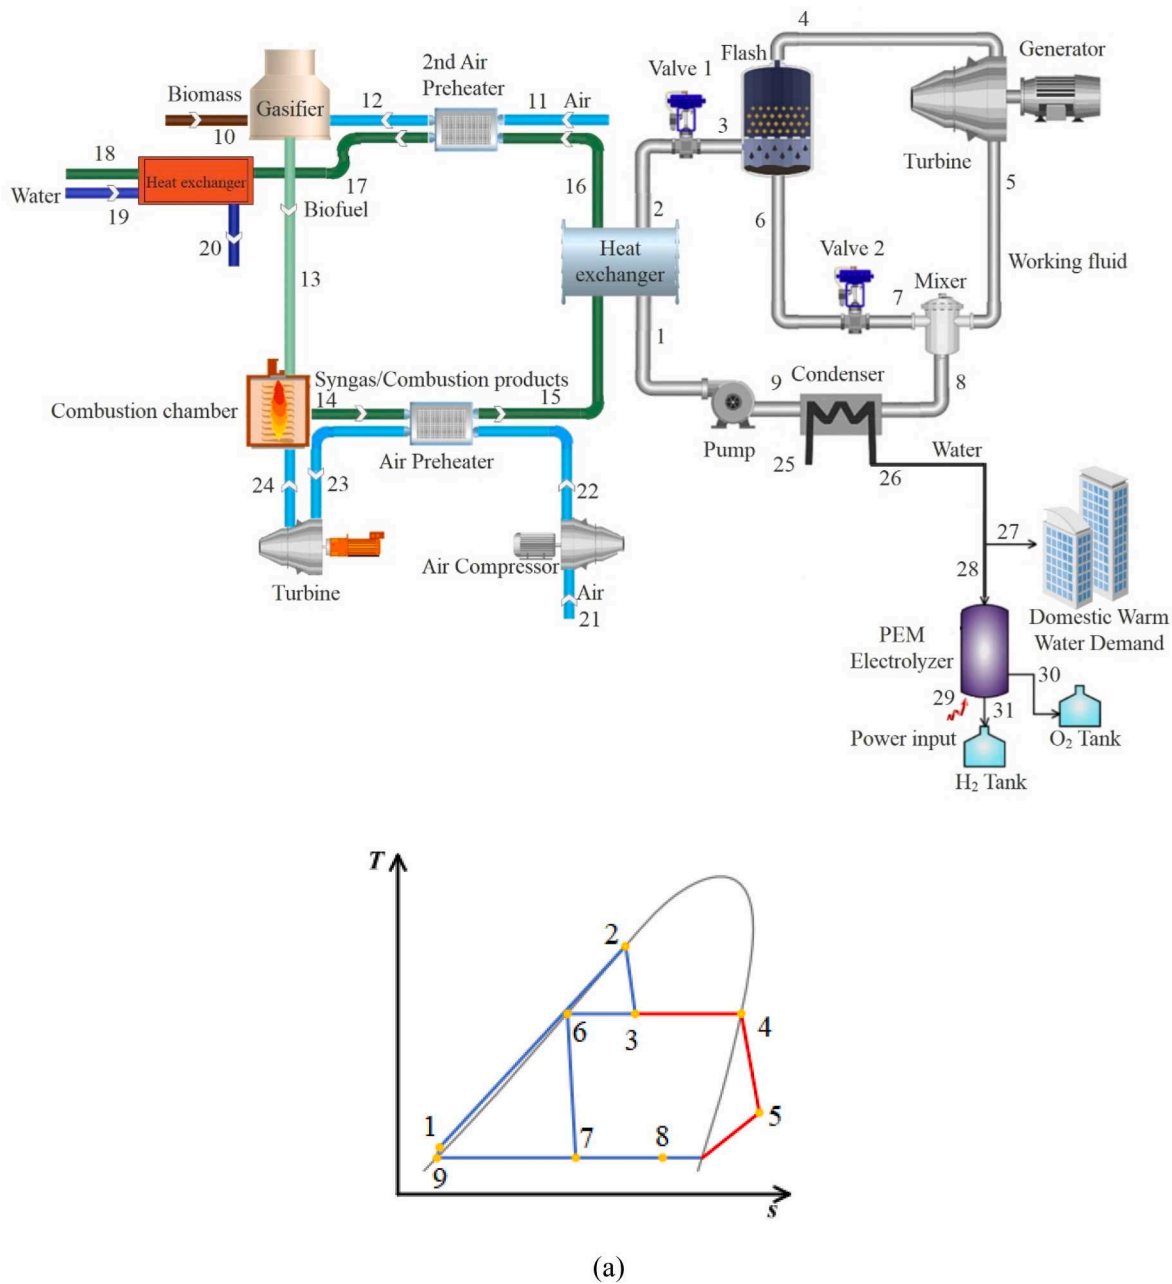 4
Flash
Generator
Valve 1
2nd Air
Preheater
Biomass
Gasifier
12
11
Air
10
3
Turbine
18
Heat exchanger
17
16
5
Water
19
Biofuel
2
6
20
Heat
exchanger
Valve 2
Working fluid
13
7
Mixer
1
Syngas/Combustion products
14
15
9
Condenser
8
Combustion chamber
Air Preheater
Pump
Water
25
26
24
23
22
27
Air Compressor
28
Turbine
Air
21
Domestic Warm
Water Demand
PEM
Electrolyzer
30
29
31
Power input
O2 Tank
H2 Tank
T
2
6
3
4
5
1
7
8
9
s
(a)